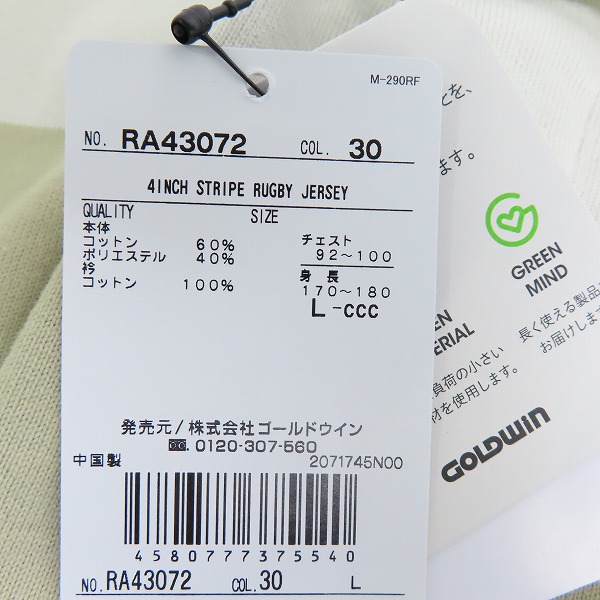 M-290RF
NO. RA43072 COL. 30
4INCH STRIPE RUGBY JERSEY
QUALITY SIZE
本体
コットン 60%
ポリエステル 40%
衿
コットン 100%
チェスト
92~100
身長
170~180
L-CCC
発売元/株式会社ゴールドウイン
☎.0120-307-560
中国製 2071745N00
4580777375540
NO. RA43072 COL. 30 L
とを、
ます。
GREEN
MIND
EN
ERIAL
長く使える製品
お届けします
負荷の小さい
材を使用します。
GOLDWIN